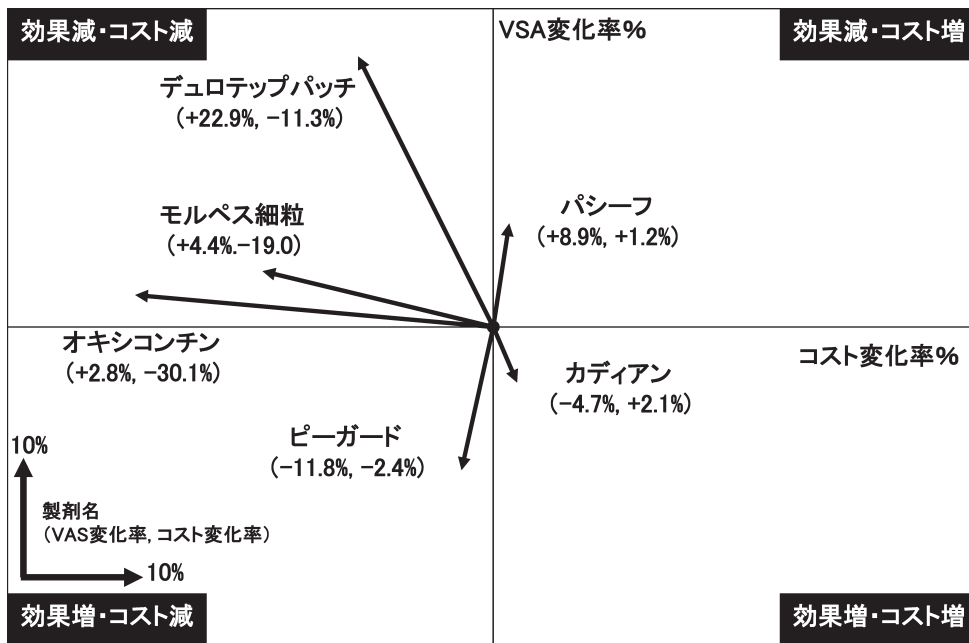 効果減・コスト減
VSA変化率%
効果減・コスト増
デュロテップパッチ
(+22.9%, −11.3%)
モルペス細粒
(+4.4%.−19.0)
パシーフ
(+8.9%, +1.2%)
オキシコンチン
(+2.8%, −30.1%)
コスト変化率%
カディアン
(−4.7%, +2.1%)
ピーガード
(−11.8%, −2.4%)
10%
製剤名
(VAS変化率, コスト変化率)
10%
効果増・コスト減
効果増・コスト増